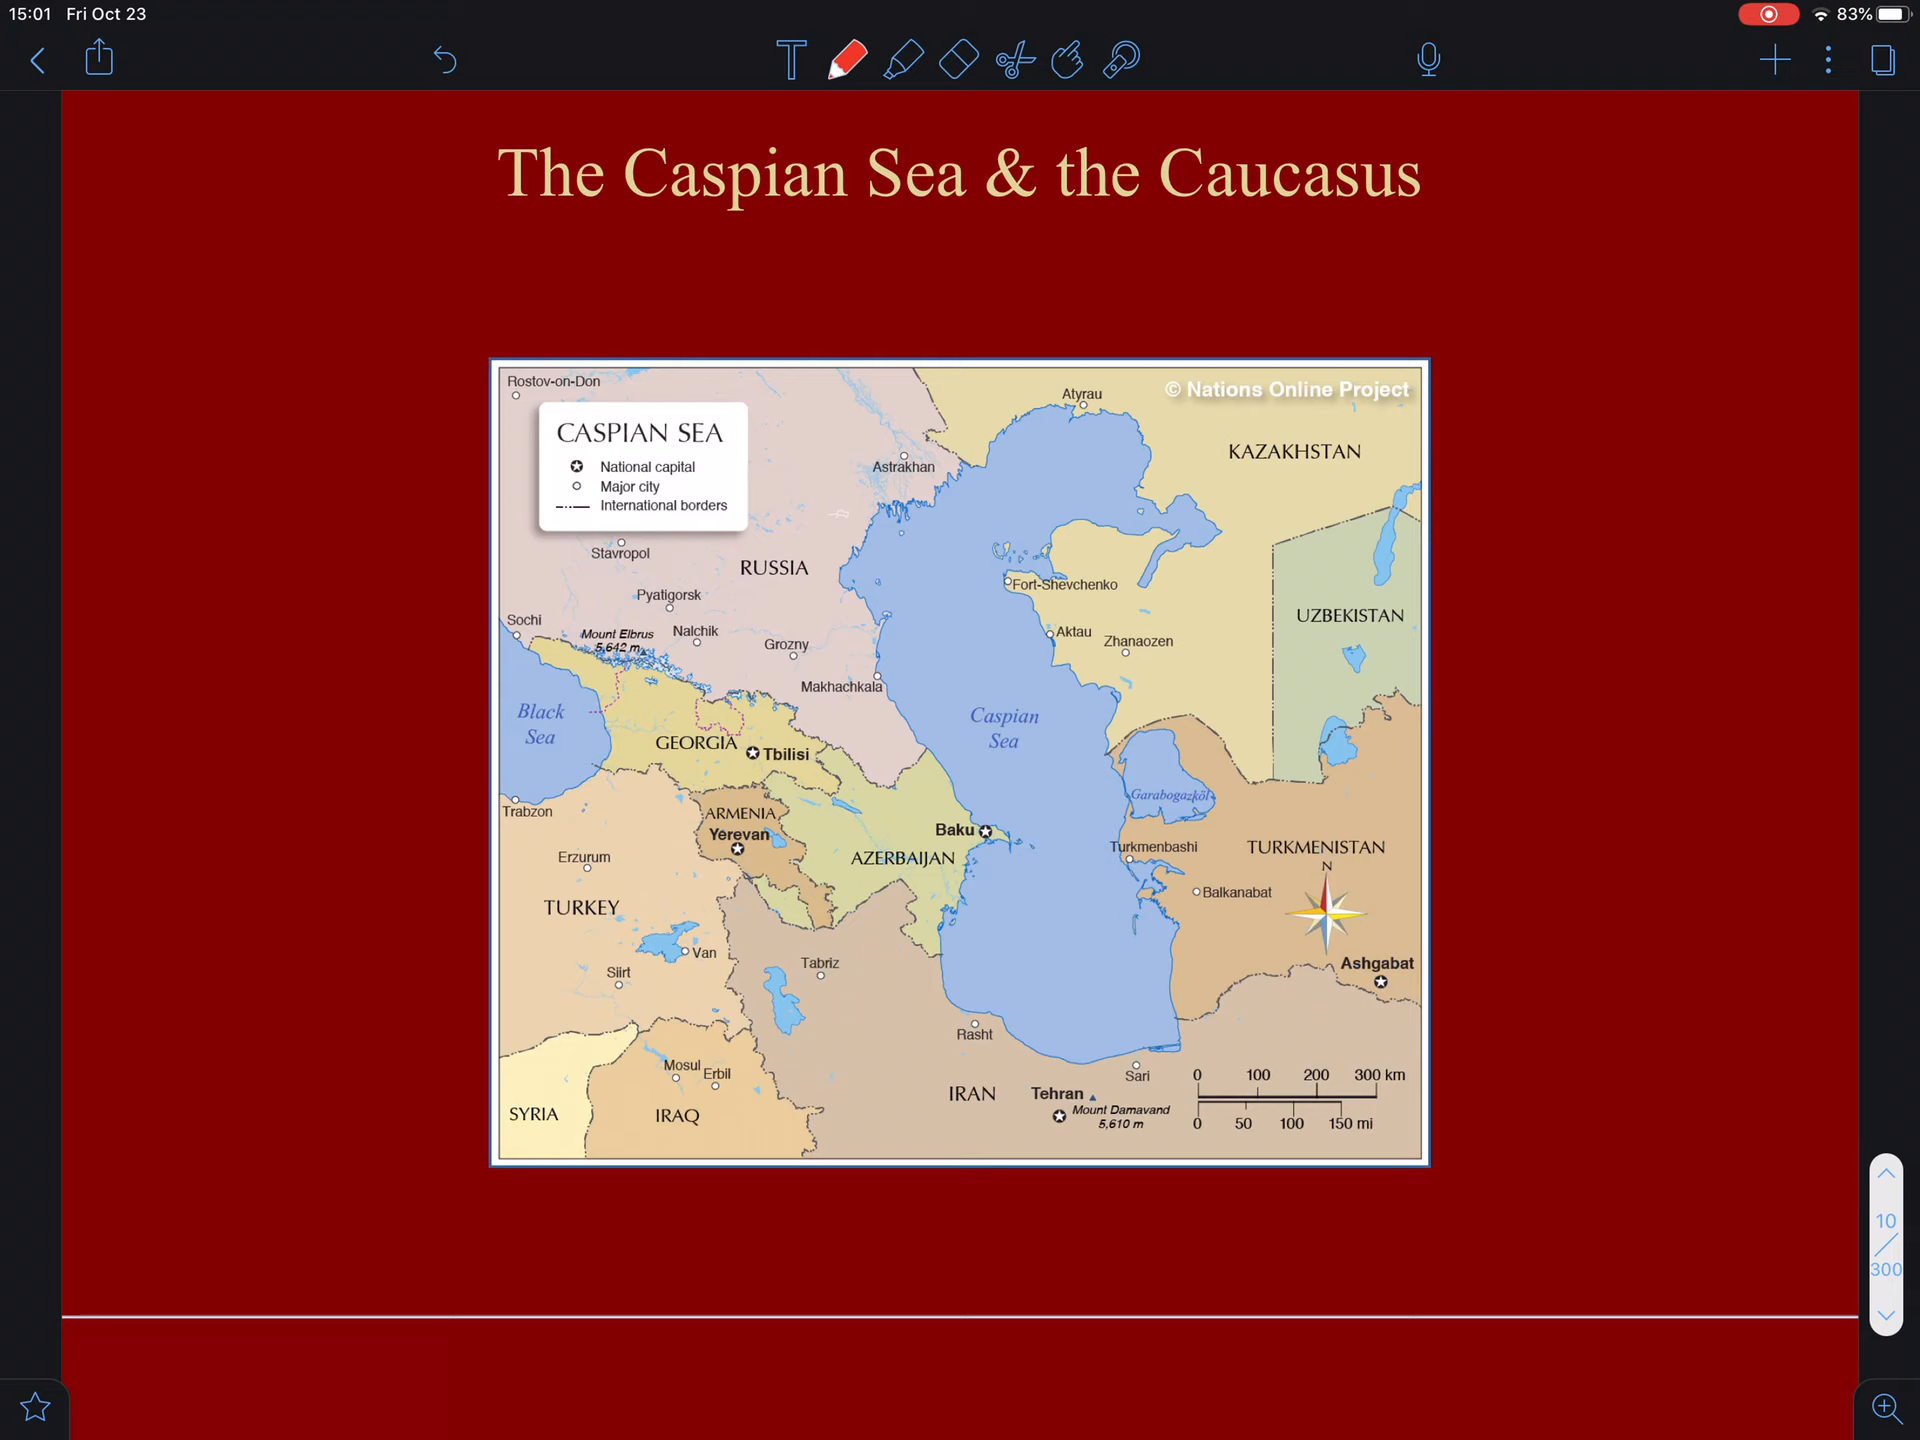 15:01 Fri Oct 23
83%
The Caspian Sea & the Caucasus
Rostov-on-Don
Atyrau
© Nations Online Project
CASPIAN SEA
National capital
Major city
International borders
KAZAKHSTAN
Astrakhan
Stavropol
RUSSIA
Pyatigorsk
Fort-Shevchenko
Sochi
UZBEKISTAN
Mount Elbrus
5,642 m
Nalchik
Grozny
Aktau
Zhanaozen
Makhachkala
Black
Sea
Caspian
Sea
GEORGIA
Tbilisi
Garabogazköl
Trabzon
ARMENIA
Yerevan
Baku
AZERBAIJAN
Turkmenbashi
TURKMENISTAN
N
Erzurum
Balkanabat
TURKEY
Van
Tabriz
Ashgabat
Siirt
Rasht
Mosul
Erbil
Sari
0 100 200 300 km
SYRIA
IRAQ
IRAN
Tehran
Mount Damavand
5,610 m
0 50 100 150 mi
10
300